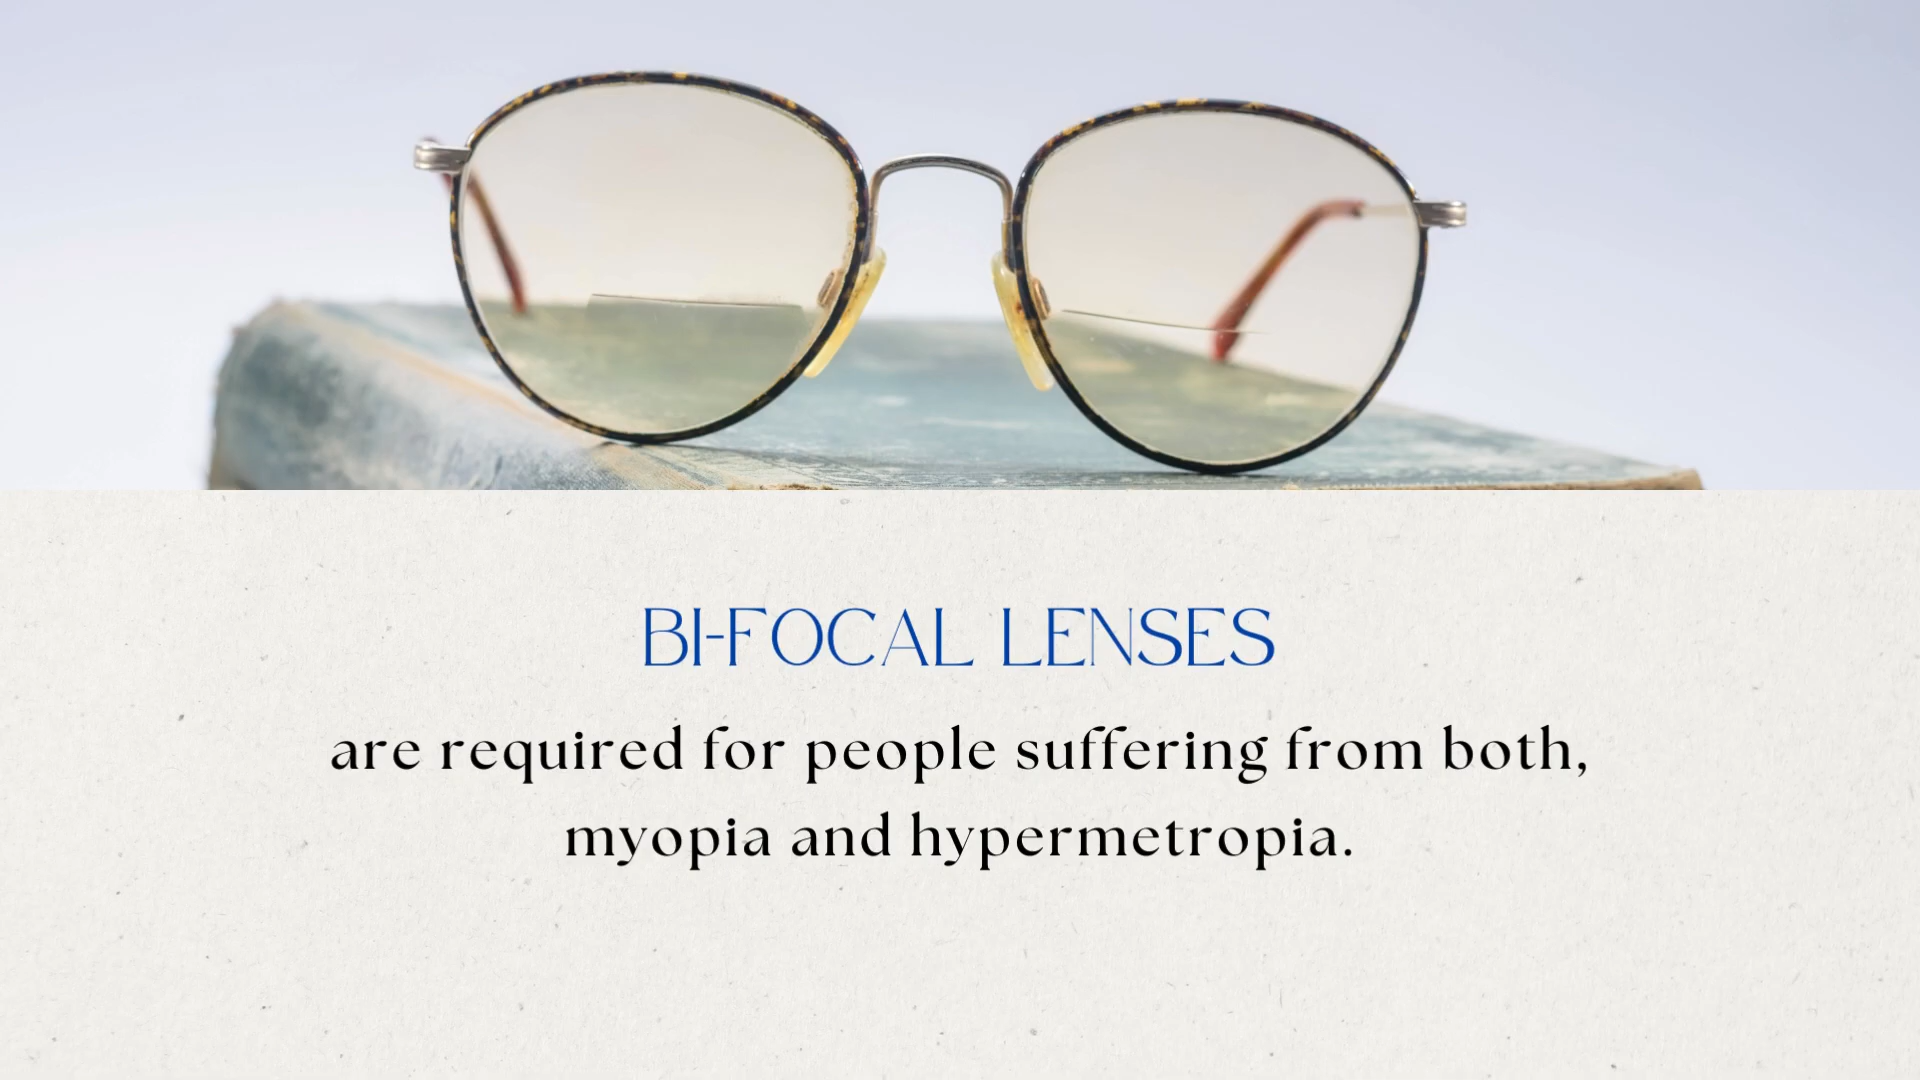 BI-FOCAL LENSES
are required for people suffering from both,
myopia and hypermetropia.